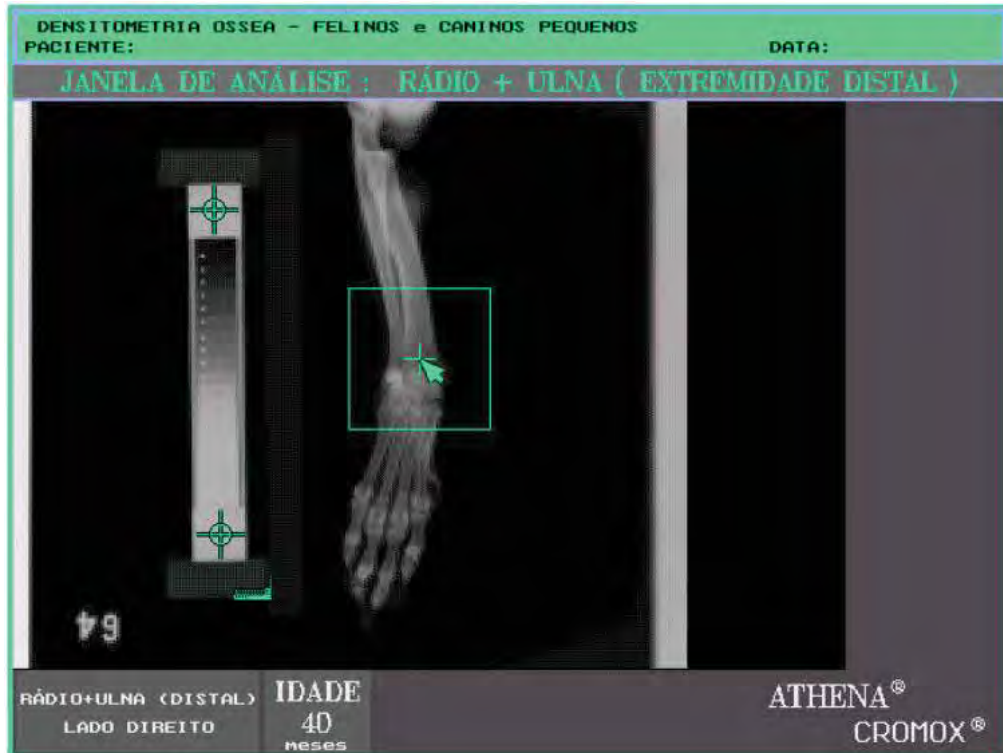 DENSITOMETRIA OSSEA - FELINOS e CANINOS PEQUENOS
PACIENTE: DATA:
JANELA DE ANÁLISE : RÁDIO + ULNA ( EXTREMIDADE DISTAL )
64
RÁDIO+ULNA (DISTAL)
LADO DIREITO
IDADE
40
meses
ATHENA®
CROMOX®